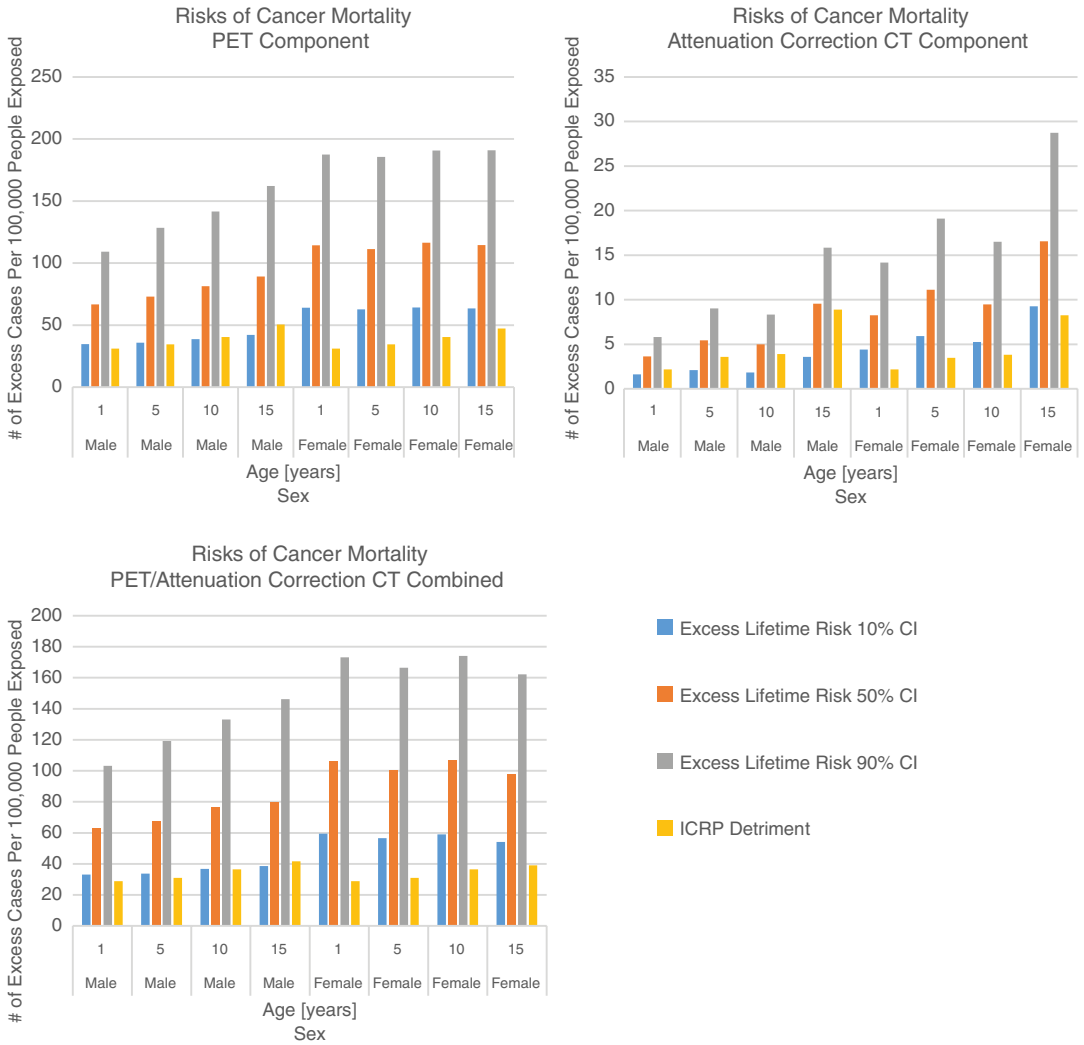 Risks of Cancer Mortality
PET Component
# of Excess Cases Per 100,000 People Exposed
250
200
150
100
50
0
1 5 10 15 1 5 10 15
Male Male Male Male Female Female Female Female
Age [years]
Sex
Risks of Cancer Mortality
Attenuation Correction CT Component
# of Excess Cases Per 100,000 People Exposed
35
30
25
20
15
10
5
0
1 5 10 15 1 5 10 15
Male Male Male Male Female Female Female Female
Age [years]
Sex
Risks of Cancer Mortality
PET/Attenuation Correction CT Combined
# of Excess Cases Per 100,000 People Exposed
200
180
160
140
120
100
80
60
40
20
0
1 5 10 15 1 5 10 15
Male Male Male Male Female Female Female Female
Age [years]
Sex
Excess Lifetime Risk 10% CI
Excess Lifetime Risk 50% CI
Excess Lifetime Risk 90% CI
ICRP Detriment